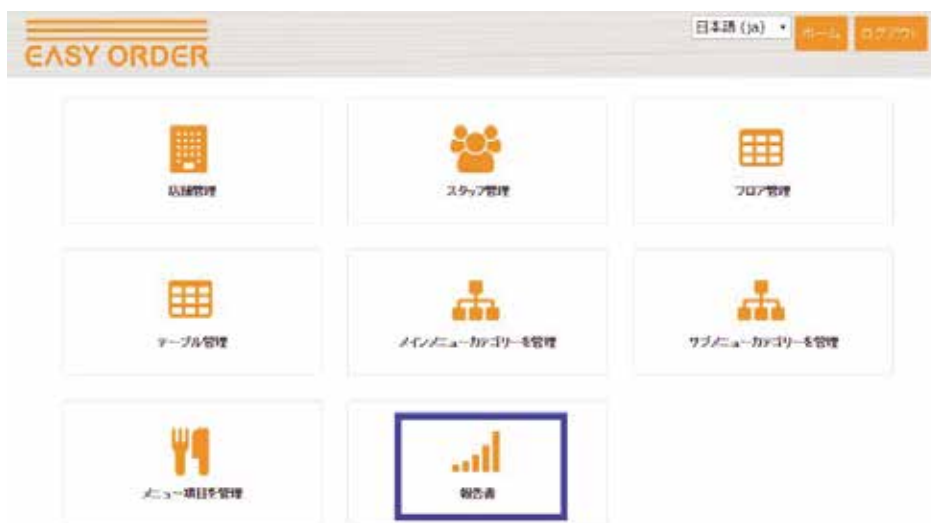 日本語 (ja)
ホーム
ログアウト
EASY ORDER
店舗管理
スタッフ管理
フロア管理
テーブル管理
メインメニューカテゴリーを管理
サブメニューカテゴリーを管理
メニュー項目を管理
報告書